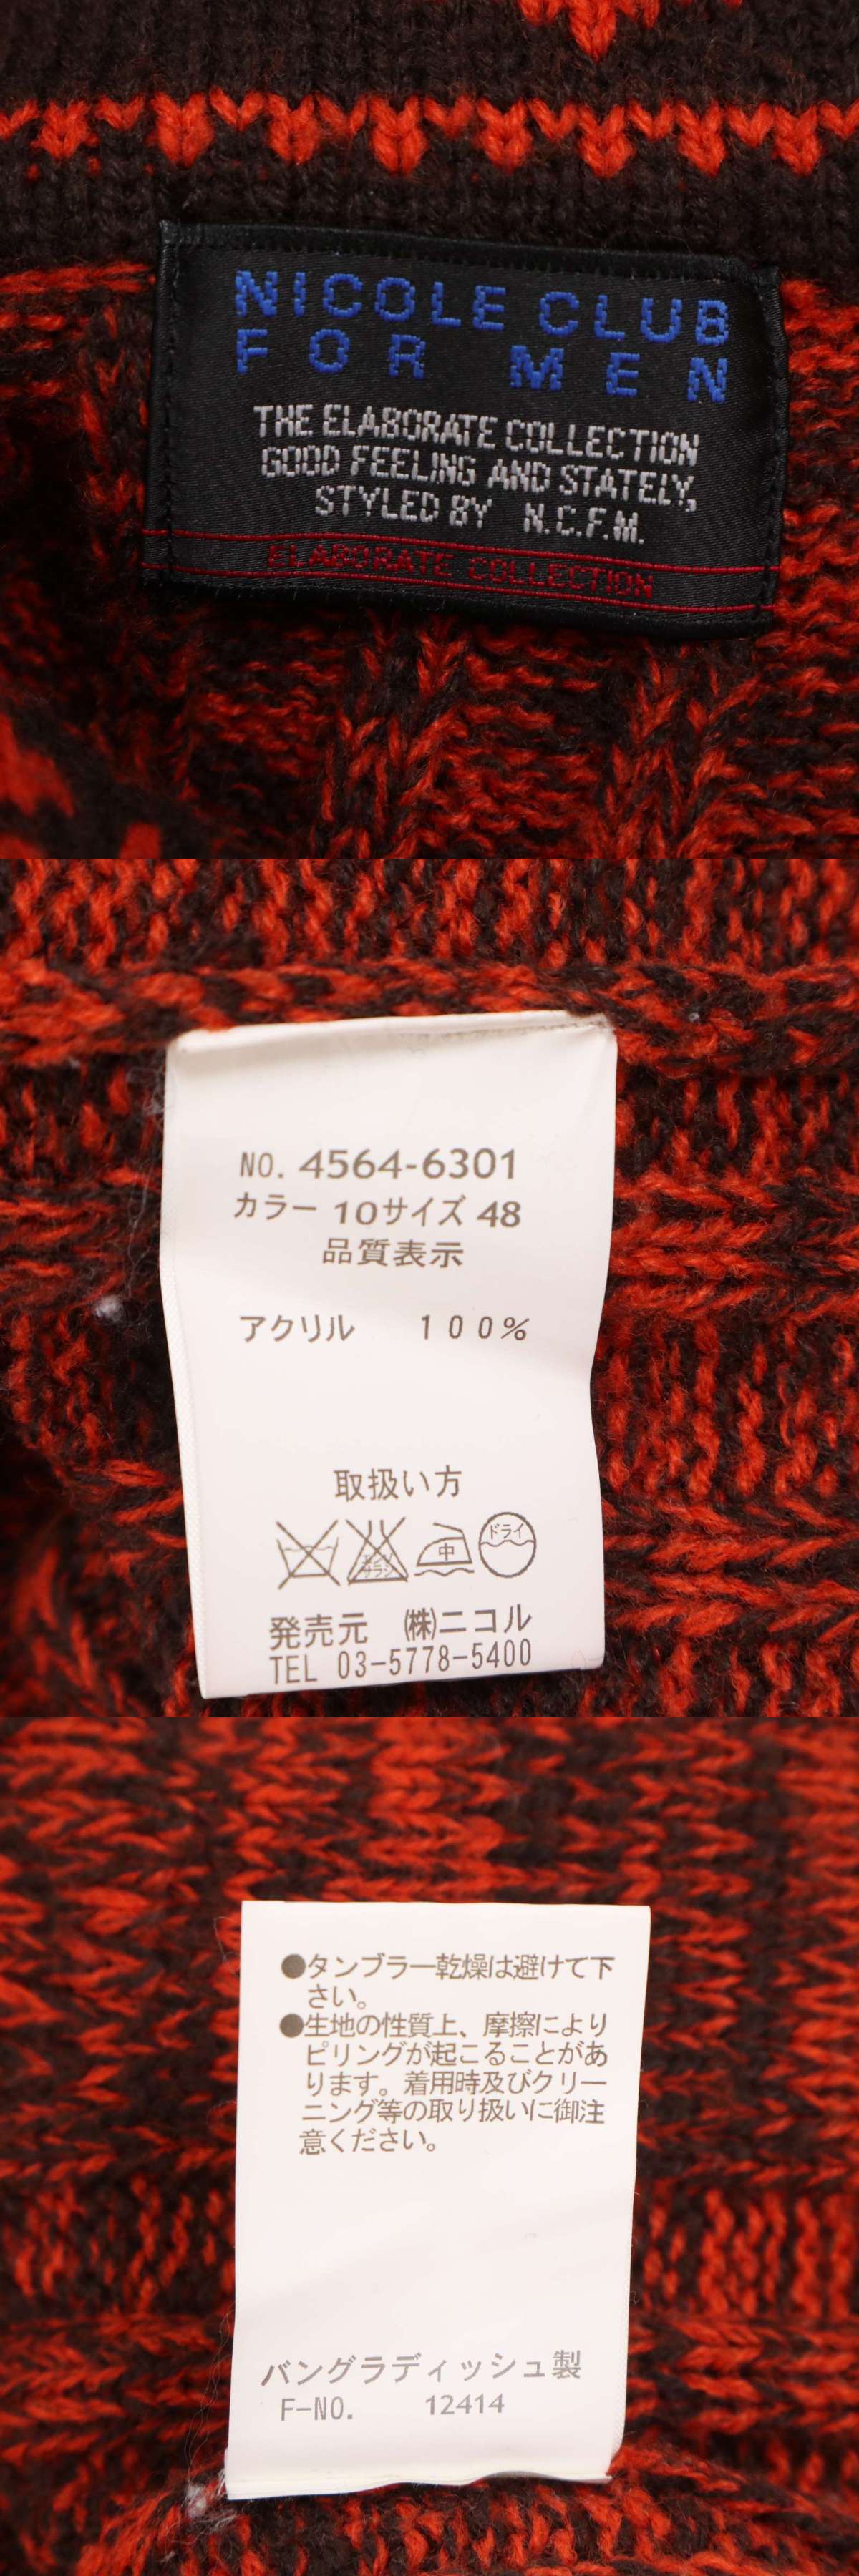 NICOLE CLUB
FOR MEN
THE ELABORATE COLLECTION
GOOD FEELING AND STATELY,
STYLED BY N.C.F.M.
ELABORATE COLLECTION
NO. 4564-6301
カラー 10サイズ 48
品質表示
アクリル 100%
取扱い方
中
ドライ
発売元 ㈱ニコル
TEL 03-5778-5400
●タンブラー乾燥は避けて下
さい。
●生地の性質上、摩擦により
ピリングが起こることがあ
ります。着用時及びクリー
ニング等の取り扱いに御注
意ください。
バングラディッシュ製
F-NO. 12414